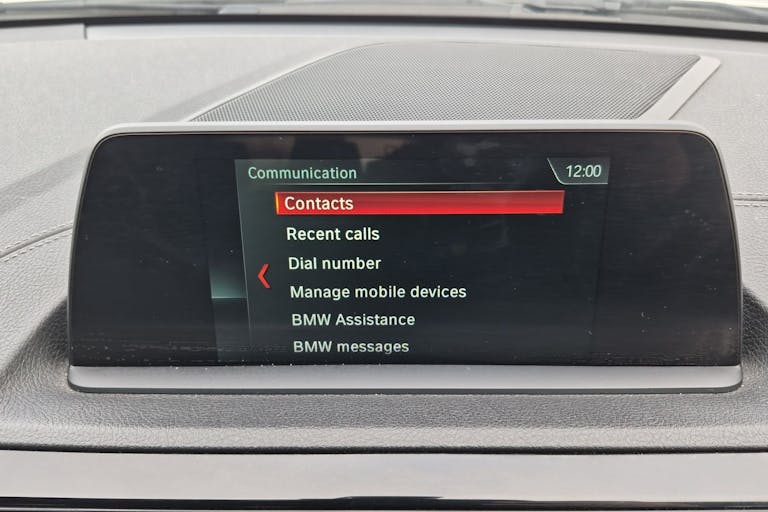 Communication 12:00
Contacts
Recent calls
Dial number
Manage mobile devices
BMW Assistance
BMW messages